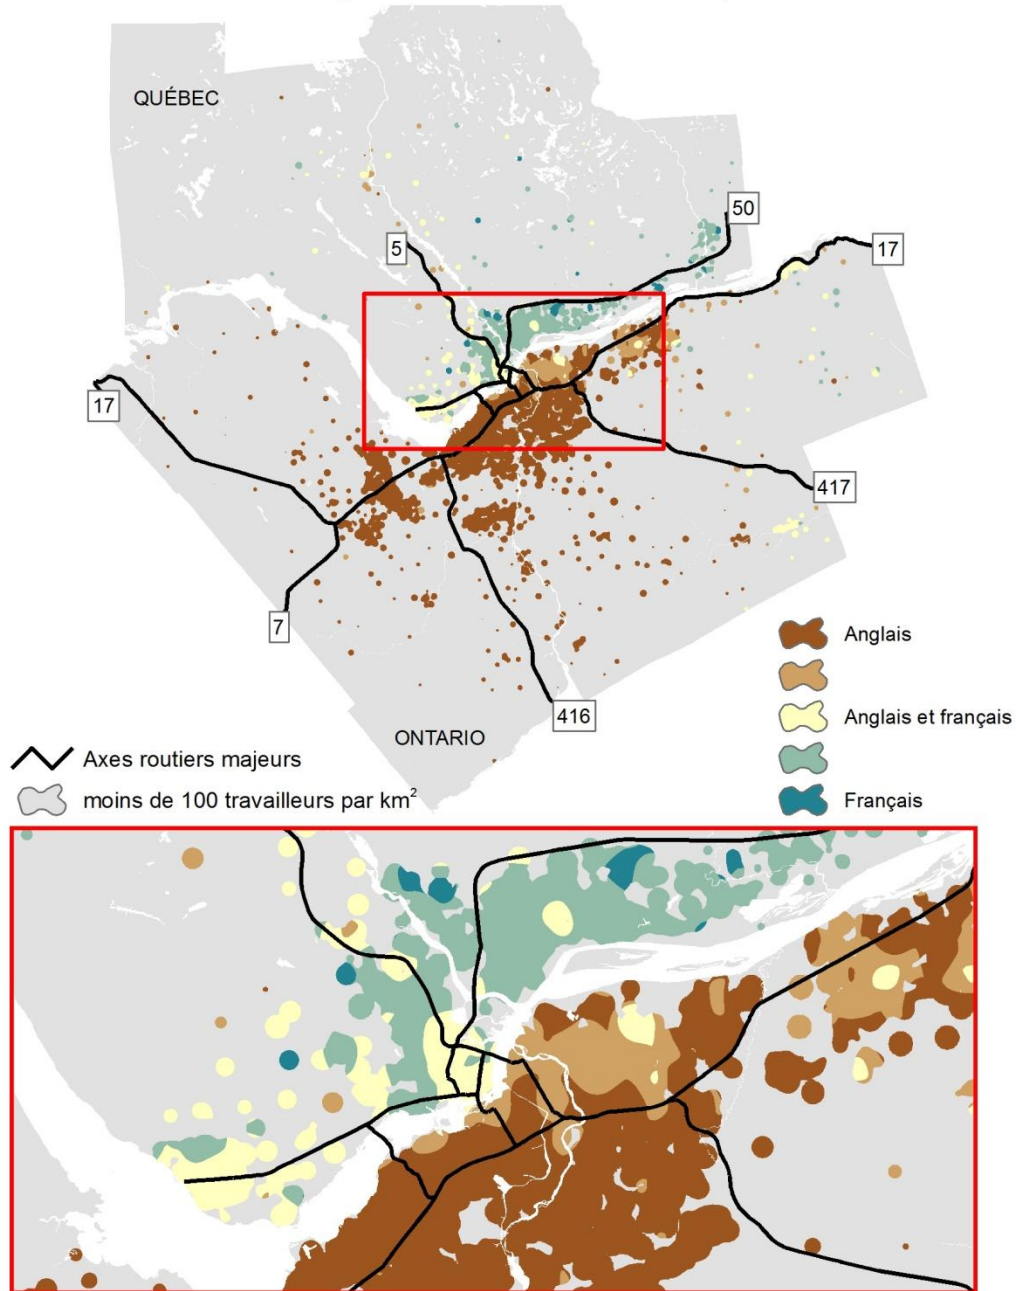 QUÉBEC
50
5
17
17
417
7
416
ONTARIO
Anglais
Anglais et français
Français
Axes routiers majeurs
moins de 100 travailleurs par km²